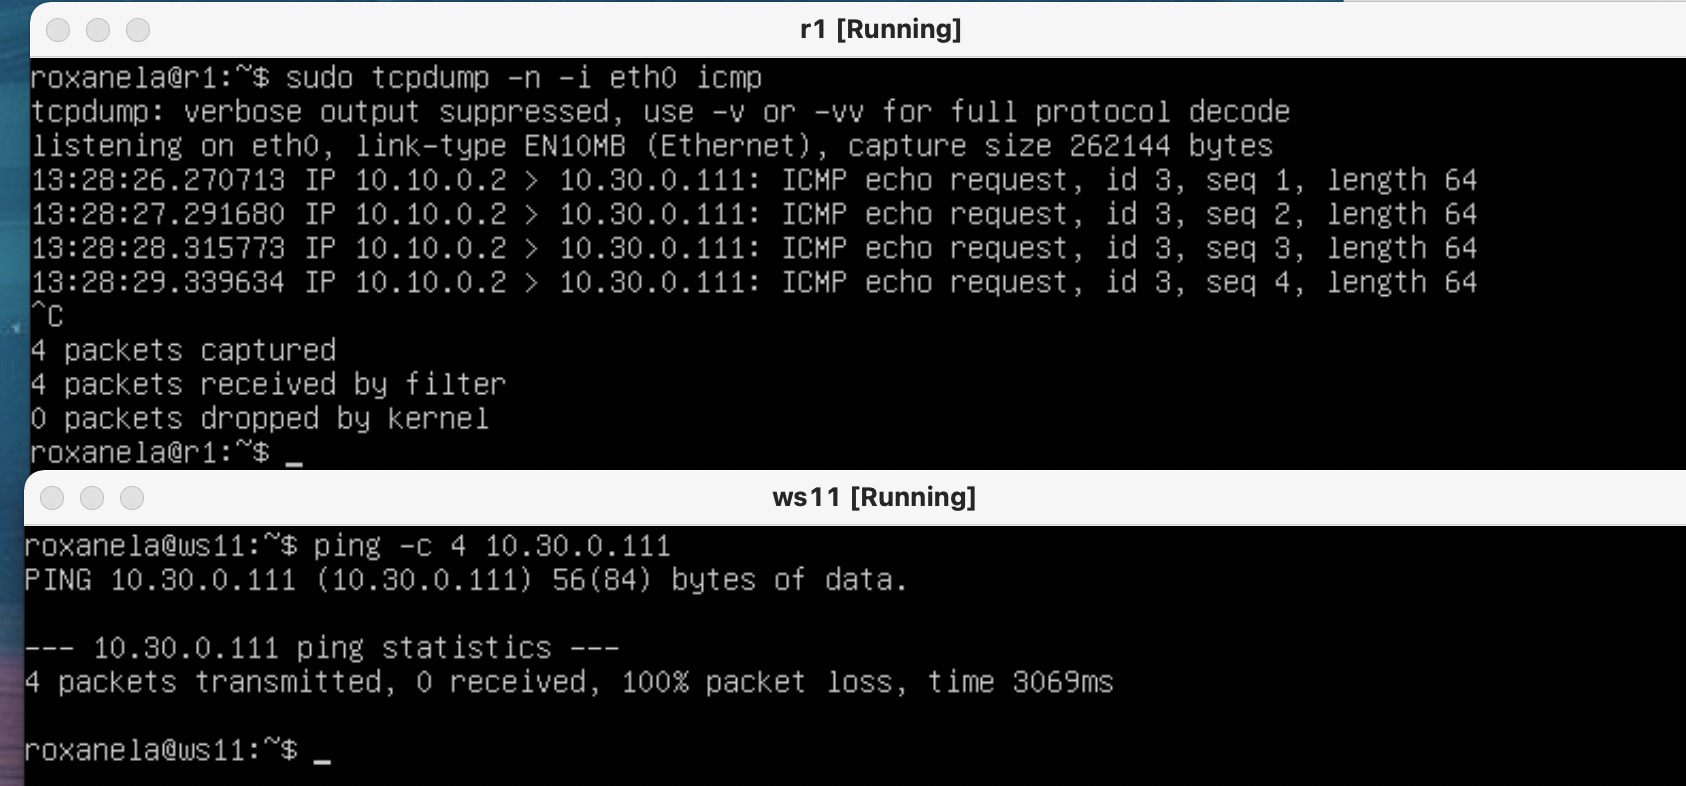 r1 [Running]
roxanela@r1:~$ sudo tcpdump -n -i eth0 icmp
tcpdump: verbose output suppressed, use -v or -vv for full protocol decode
listening on eth0, link-type EN10MB (Ethernet), capture size 262144 bytes
13:28:26.270713 IP 10.10.0.2 > 10.30.0.111: ICMP echo request, id 3, seq 1, length 64
13:28:27.291680 IP 10.10.0.2 > 10.30.0.111: ICMP echo request, id 3, seq 2, length 64
13:28:28.315773 IP 10.10.0.2 > 10.30.0.111: ICMP echo request, id 3, seq 3, length 64
13:28:29.339634 IP 10.10.0.2 > 10.30.0.111: ICMP echo request, id 3, seq 4, length 64
^C
4 packets captured
4 packets received by filter
0 packets dropped by kernel
roxanela@r1:~$ _
ws11 [Running]
roxanela@ws11:~$ ping -c 4 10.30.0.111
PING 10.30.0.111 (10.30.0.111) 56(84) bytes of data.
--- 10.30.0.111 ping statistics ---
4 packets transmitted, 0 received, 100% packet loss, time 3069ms
roxanela@ws11:~$ _